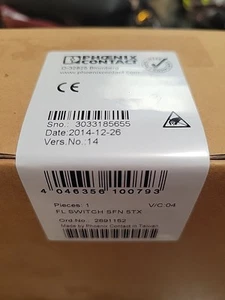 PHŒNIX
CONTACT
D-32825 Blomberg
www.phoenixcontact.com
CE
Sno.: 3033185655
Date:2014-12-26
Vers.No.:14
4 046356 100793
Pieces: 1 V/C:04
FL SWITCH SFN 5TX
Ord.No.: 2891152
Made by Phoenix Contact in Taiwan